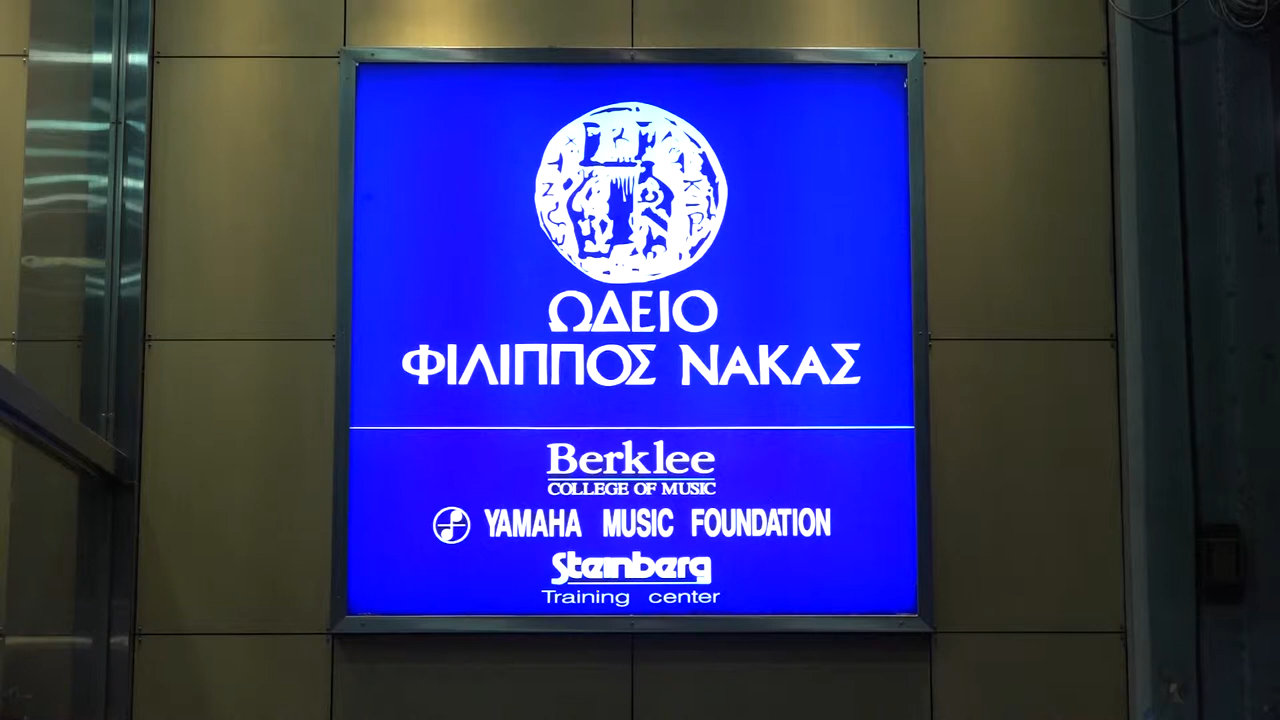 ΩΔΕΙΟ
ΦΙΛΙΠΠΟΣ ΝΑΚΑΣ
Berklee
COLLEGE OF MUSIC
YAMAHA MUSIC FOUNDATION
Steinberg
Training center